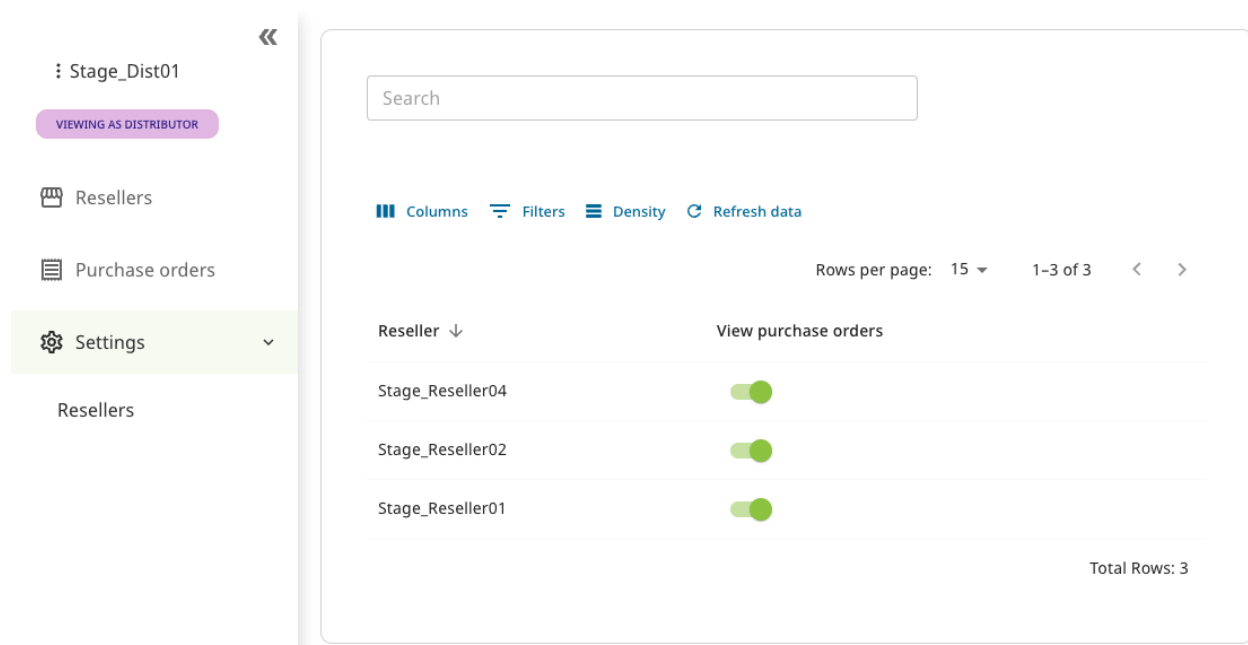 Stage_Dist01
VIEWING AS DISTRIBUTOR
Resellers
Purchase orders
Settings
Resellers
Search
Columns Filters Density Refresh data
Rows per page: 15 1–3 of 3
Reseller View purchase orders
Stage_Reseller04
Stage_Reseller02
Stage_Reseller01
Total Rows: 3